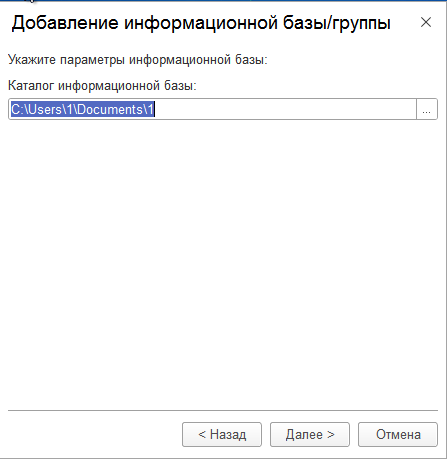 Добавление информационной базы/группы
Укажите параметры информационной базы:
Каталог информационной базы:
C:\Users\1\Documents\1
...
< Назад
Далее >
Отмена